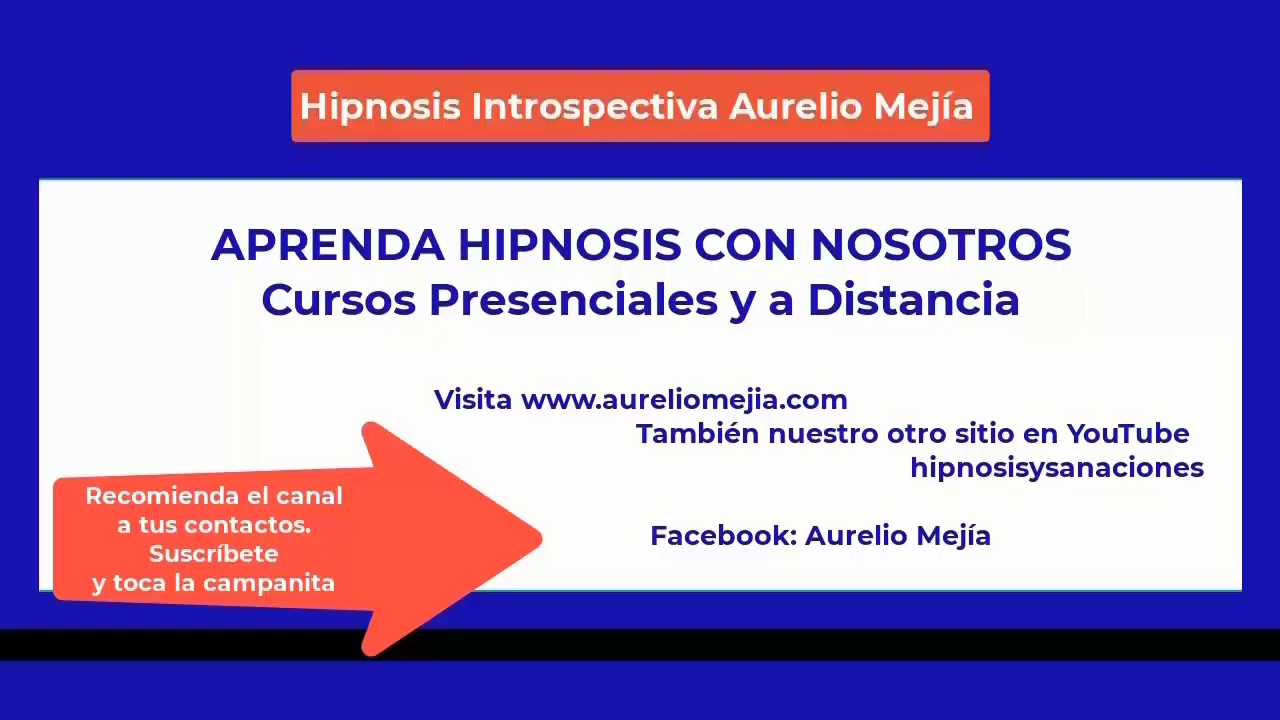 Hipnosis Introspectiva Aurelio Mejía
APRENDA HIPNOSIS CON NOSOTROS
Cursos Presenciales y a Distancia
Visita www.aureliomejia.com
También nuestro otro sitio en YouTube
hipnosisysanaciones
Facebook: Aurelio Mejía
Recomienda el canal
a tus contactos.
Suscríbete
y toca la campanita